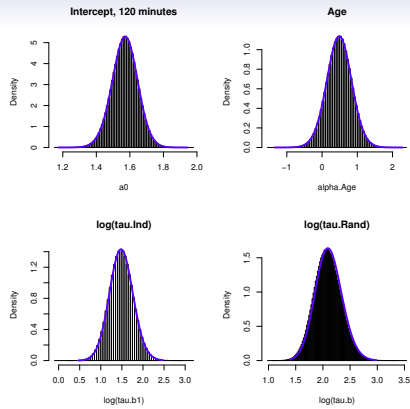 Intercept, 120 minutes
Density
0 1 2 3 4 5
1.2 1.4 1.6 1.8 2.0
a0
Age
Density
0.0 0.2 0.4 0.6 0.8 1.0
−1 0 1 2
alpha.Age
log(tau.Ind)
Density
0.0 0.4 0.8 1.2
0.0 0.5 1.0 1.5 2.0 2.5 3.0
log(tau.b1)
log(tau.Rand)
Density
0.0 0.5 1.0 1.5
1.0 1.5 2.0 2.5 3.0 3.5
log(tau.b)